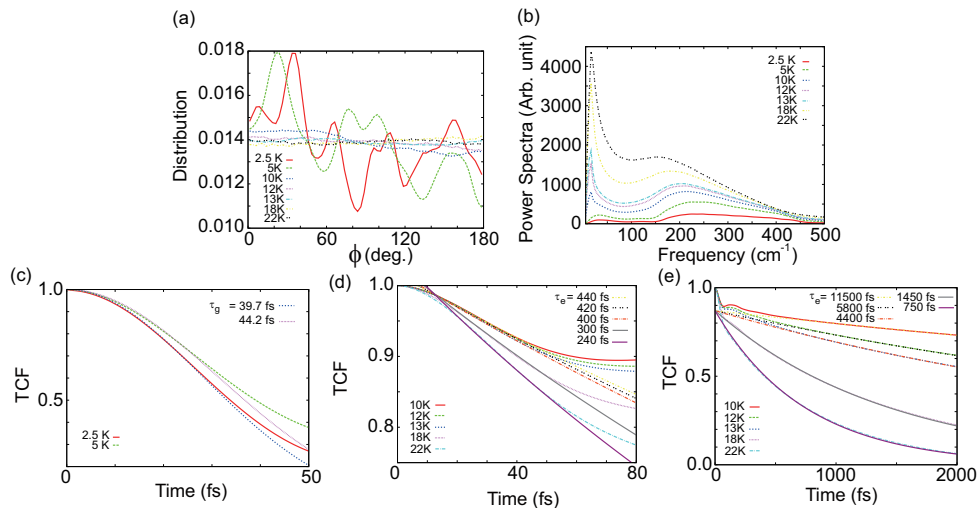 (a)
Distribution
0.018
0.016
0.014
0.012
0.010
2.5 K
5K
10K
12K
13K
18K
22K
0 60 120 180
ϕ (deg.)
(b)
Power Spectra (Arb. unit)
4000
3000
2000
1000
0
2.5 K
5K
10K
12K
13K
18K
22K
100 200 300 400 500
Frequency (cm-1)
(c)
TCF
1.0
0.5
τg = 39.7 fs
44.2 fs
2.5 K
5 K
0 50
Time (fs)
(d)
TCF
1.0
0.9
0.8
τe = 440 fs
420 fs
400 fs
300 fs
240 fs
10K
12K
13K
18K
22K
0 40 80
Time (fs)
(e)
TCF
1.0
0.5
0.0
τe = 11500 fs 1450 fs
5800 fs 750 fs
4400 fs
10K
12K
13K
18K
22K
0 1000 2000
Time (fs)